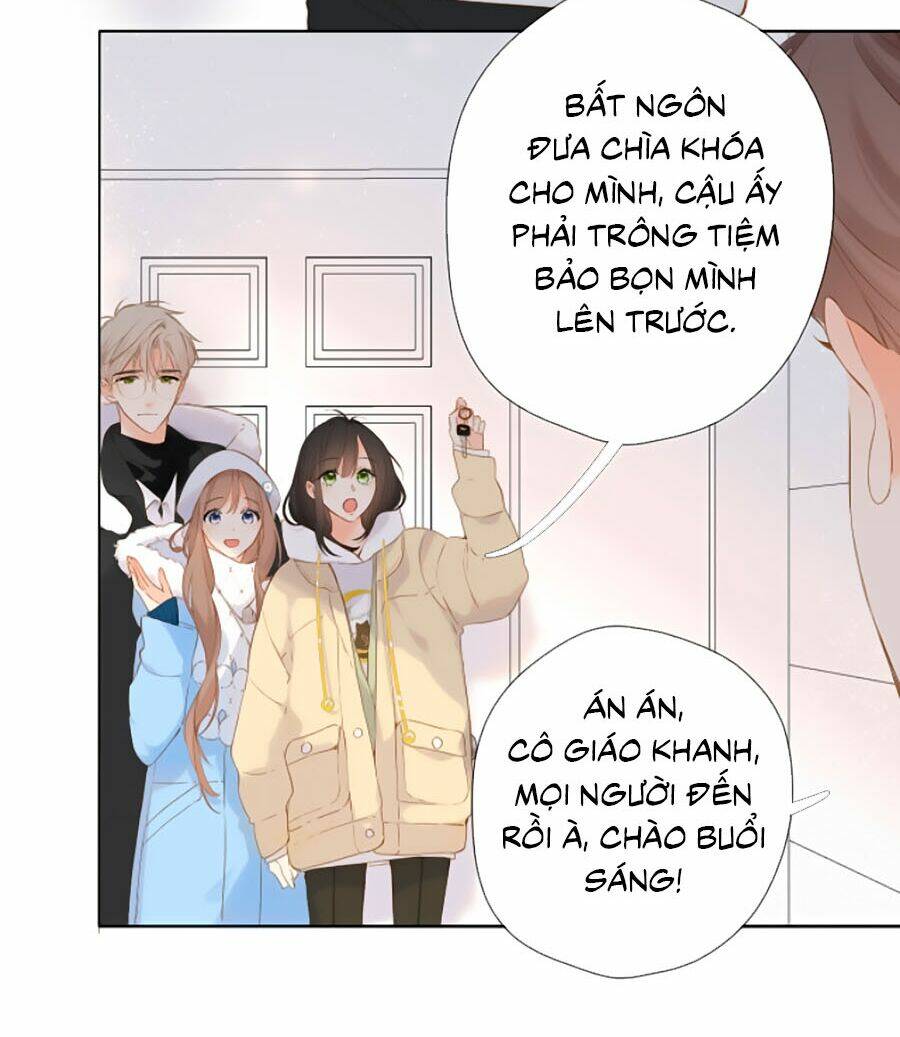 BẤT NGÔN
ĐƯA CHÌA KHÓA
CHO MÌNH, CẬU ẤY
PHẢI TRÔNG TIỆM
BẢO BỌN MÌNH
LÊN TRƯỚC.
ÁN ÁN,
CÔ GIÁO KHANH,
MỌI NGƯỜI ĐẾN
RỒI À, CHÀO BUỔI
SÁNG!